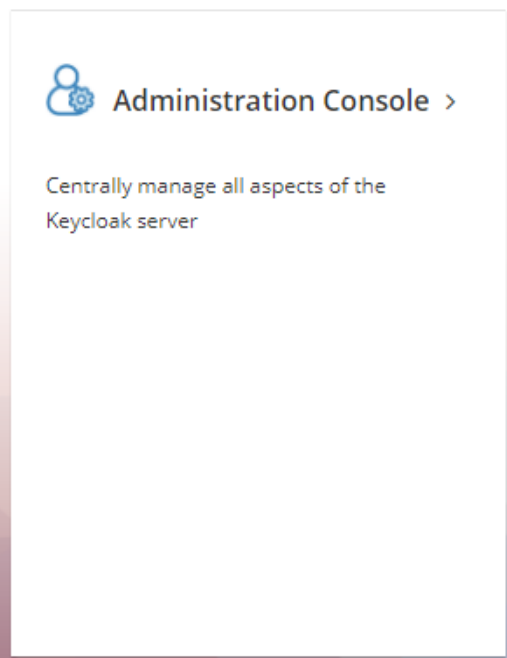 Administration Console >
Centrally manage all aspects of the
Keycloak server